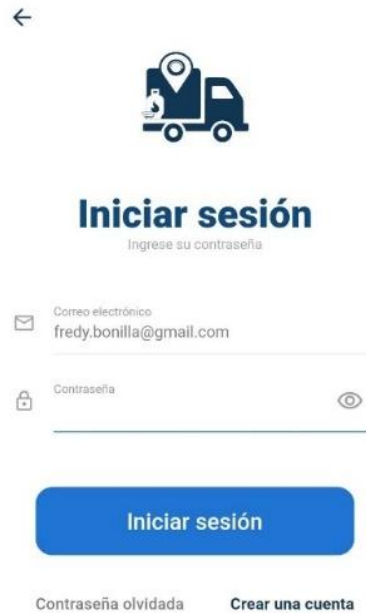 Iniciar sesión
Ingrese su contraseña
Correo electrónico
fredy.bonilla@gmail.com
Contraseña
Iniciar sesión
Contraseña olvidada Crear una cuenta